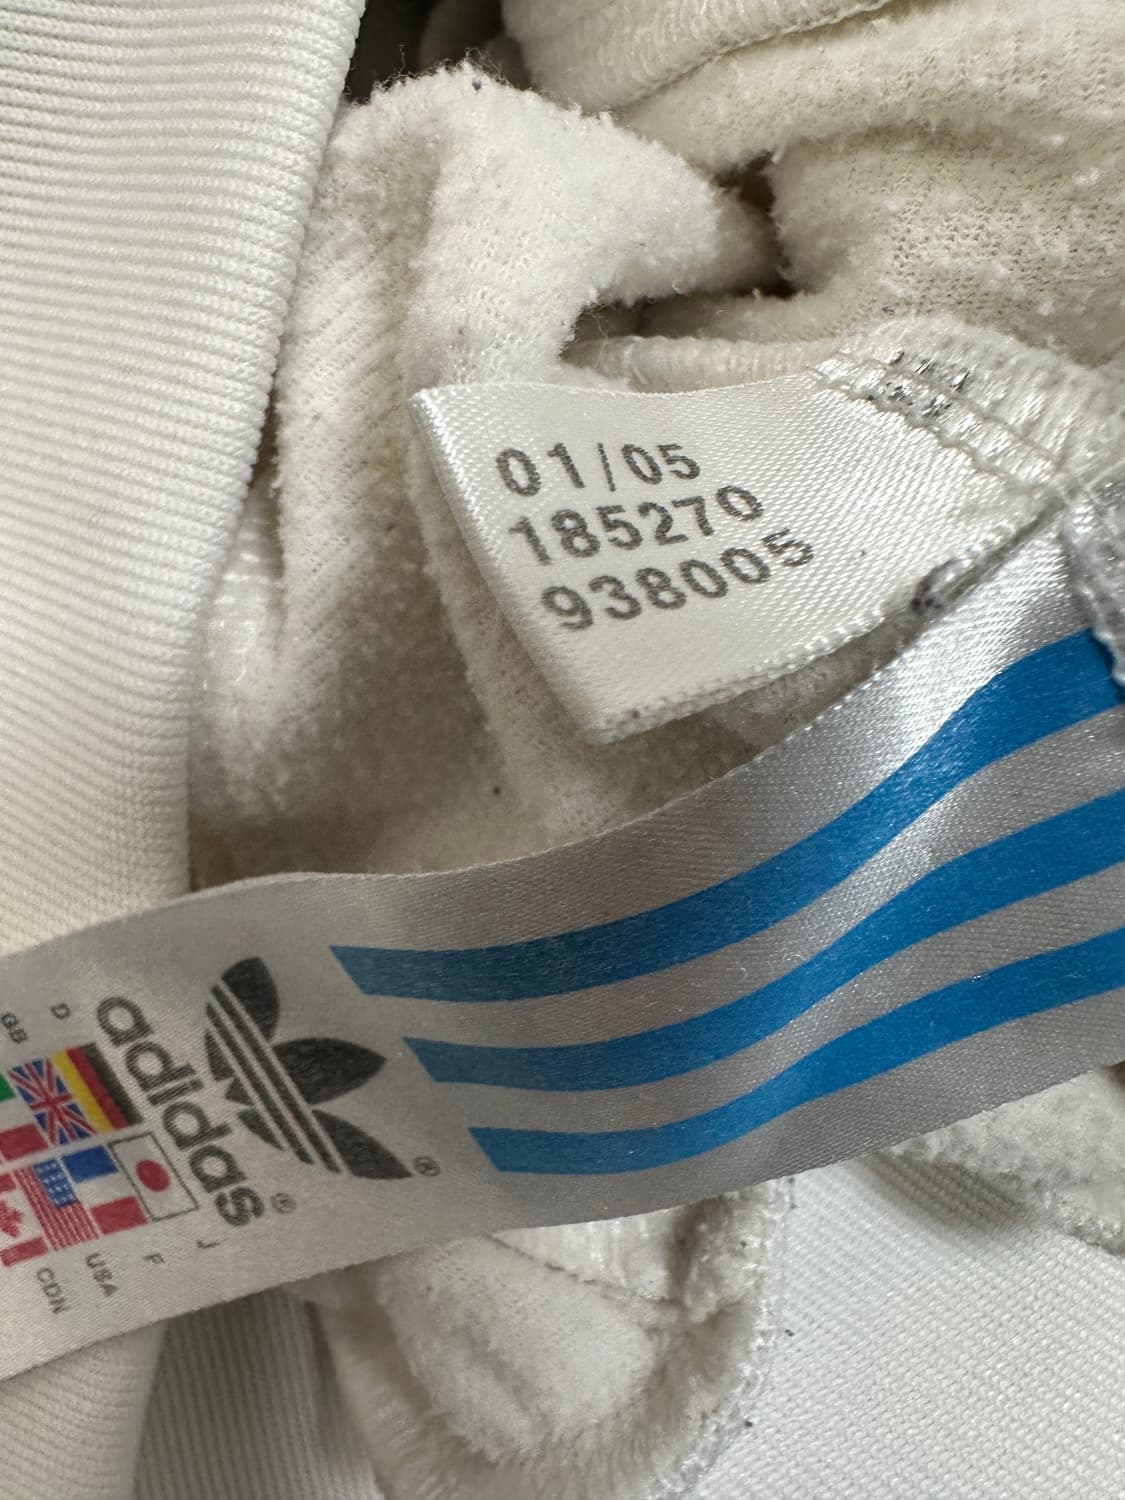 01/05
185270
938005
adidas®
®
D
GB
J
F
USA
CDN